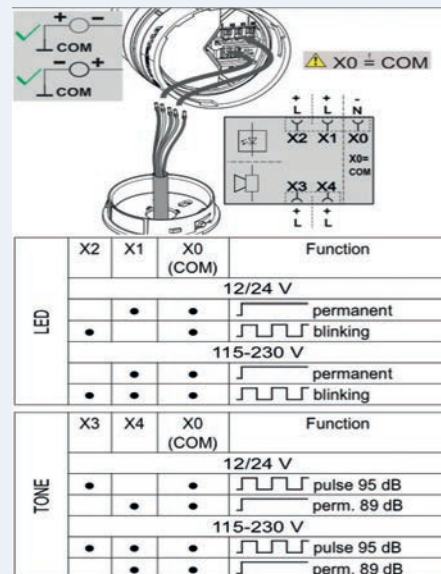 + -
COM
- +
COM
X0 = COM
+ + -
L L N
X2 X1 X0
X0=
COM
X3 X4
+ +
L L
LED
X2 X1 X0 (COM) Function
12/24 V
• • permanent
• • blinking
115-230 V
• • permanent
• • • blinking
TONE
X3 X4 X0 (COM) Function
12/24 V
• • pulse 95 dB
• • perm. 89 dB
115-230 V
• • • pulse 95 dB
• • perm. 89 dB